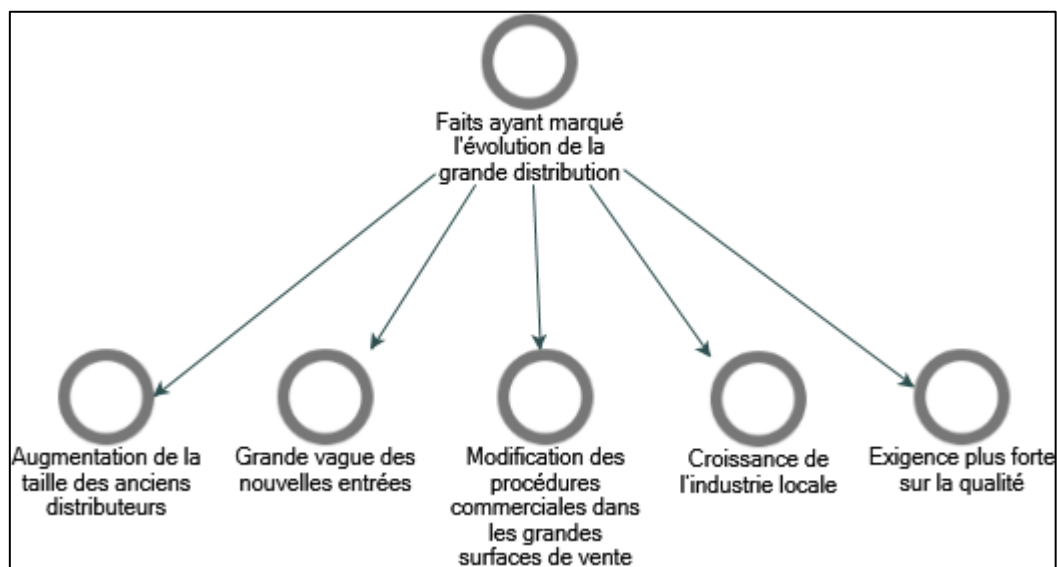 Faits ayant marqué
l'évolution de la
grande distribution
Augmentation de la
taille des anciens
distributeurs
Grande vague des
nouvelles entrées
Modification des
procédures
commerciales dans
les grandes
surfaces de vente
Croissance de
l'industrie locale
Exigence plus forte
sur la qualité